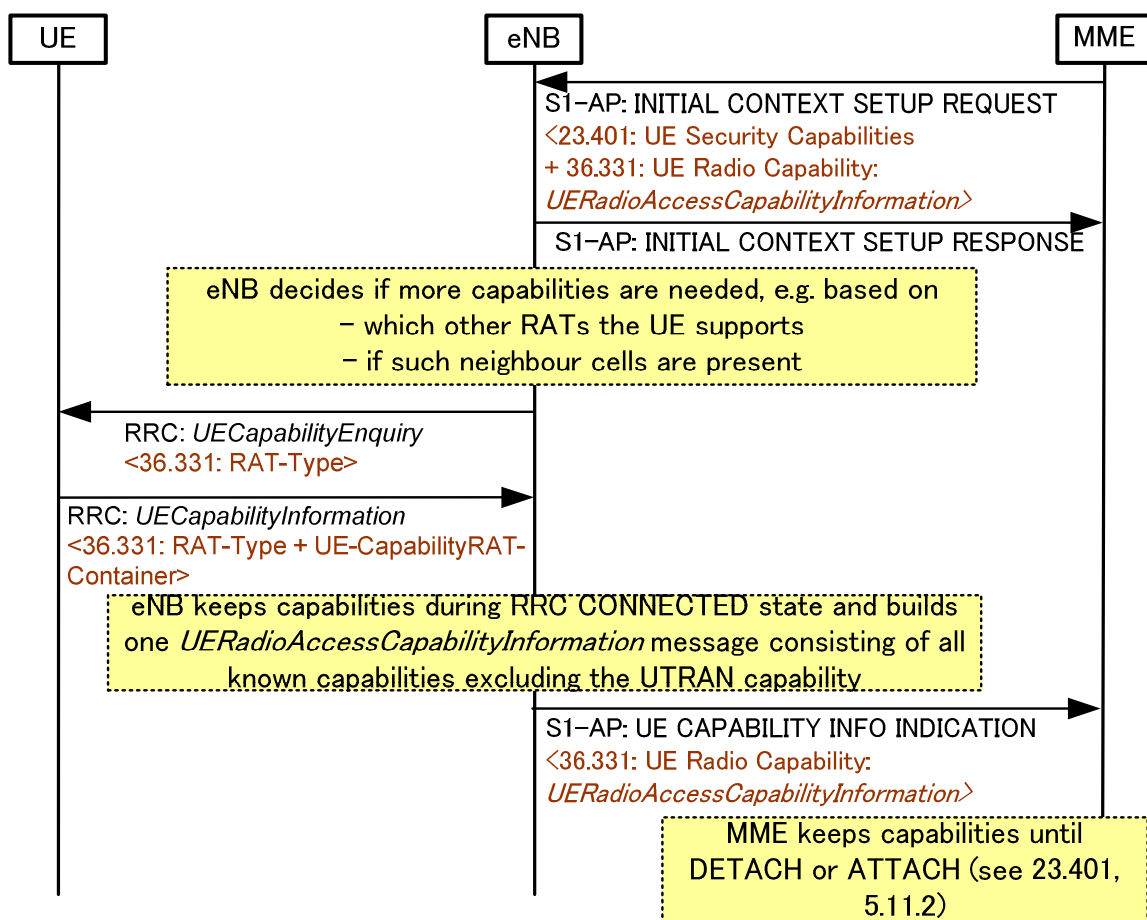 UE
eNB
MME
S1-AP: INITIAL CONTEXT SETUP REQUEST
<23.401: UE Security Capabilities
+ 36.331: UE Radio Capability:
UERadioAccessCapabilityInformation>
S1-AP: INITIAL CONTEXT SETUP RESPONSE
eNB decides if more capabilities are needed, e.g. based on
- which other RATs the UE supports
- if such neighbour cells are present
RRC: UECapabilityEnquiry
<36.331: RAT-Type>
RRC: UECapabilityInformation
<36.331: RAT-Type + UE-CapabilityRAT-
Container>
eNB keeps capabilities during RRC CONNECTED state and builds
one UERadioAccessCapabilityInformation message consisting of all
known capabilities excluding the UTRAN capability
S1-AP: UE CAPABILITY INFO INDICATION
<36.331: UE Radio Capability:
UERadioAccessCapabilityInformation>
MME keeps capabilities until
DETACH or ATTACH (see 23.401,
5.11.2)